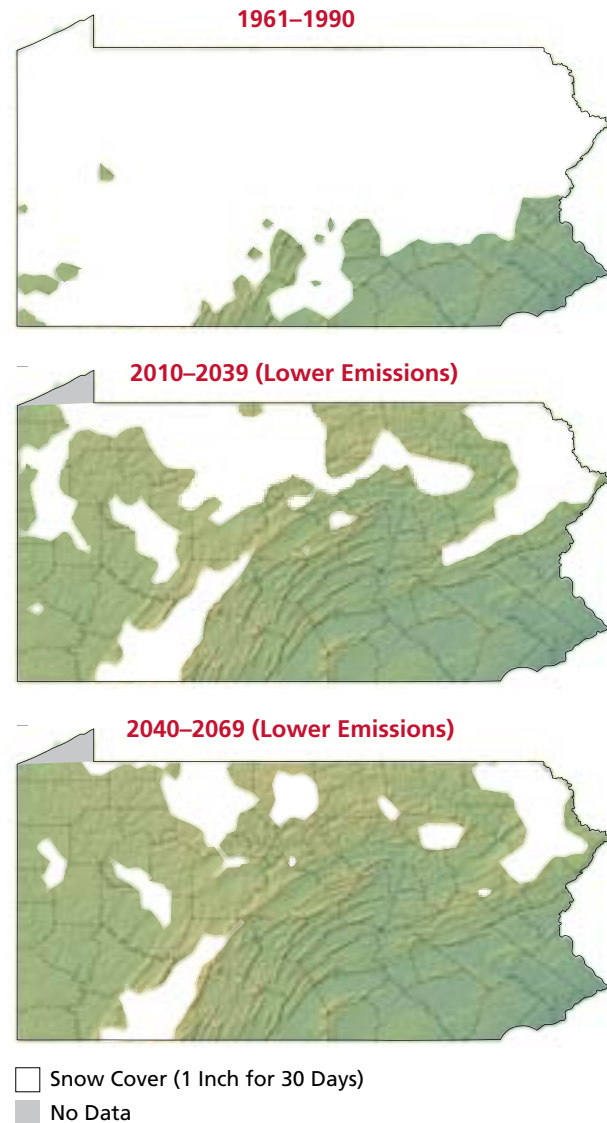 1961–1990
2010–2039 (Lower Emissions)
2040–2069 (Lower Emissions)
Snow Cover (1 Inch for 30 Days)
No Data